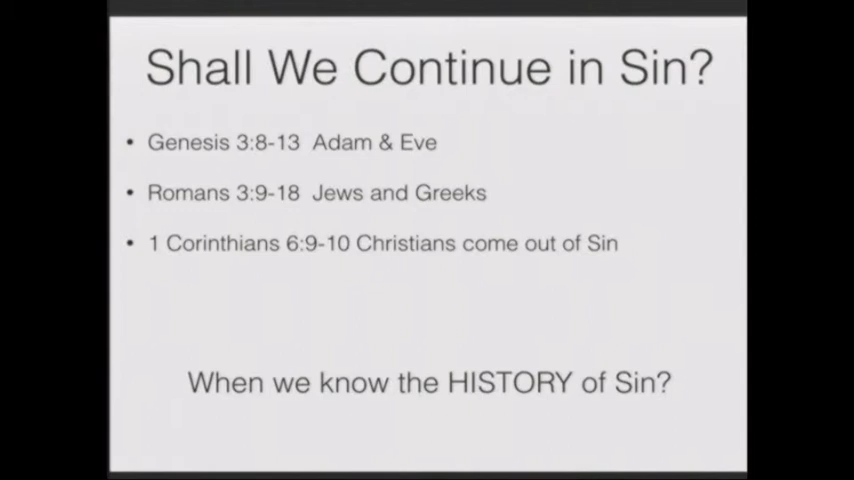 Shall We Continue in Sin?
• Genesis 3:8-13 Adam & Eve
• Romans 3:9-18 Jews and Greeks
• 1 Corinthians 6:9-10 Christians come out of Sin
When we know the HISTORY of Sin?